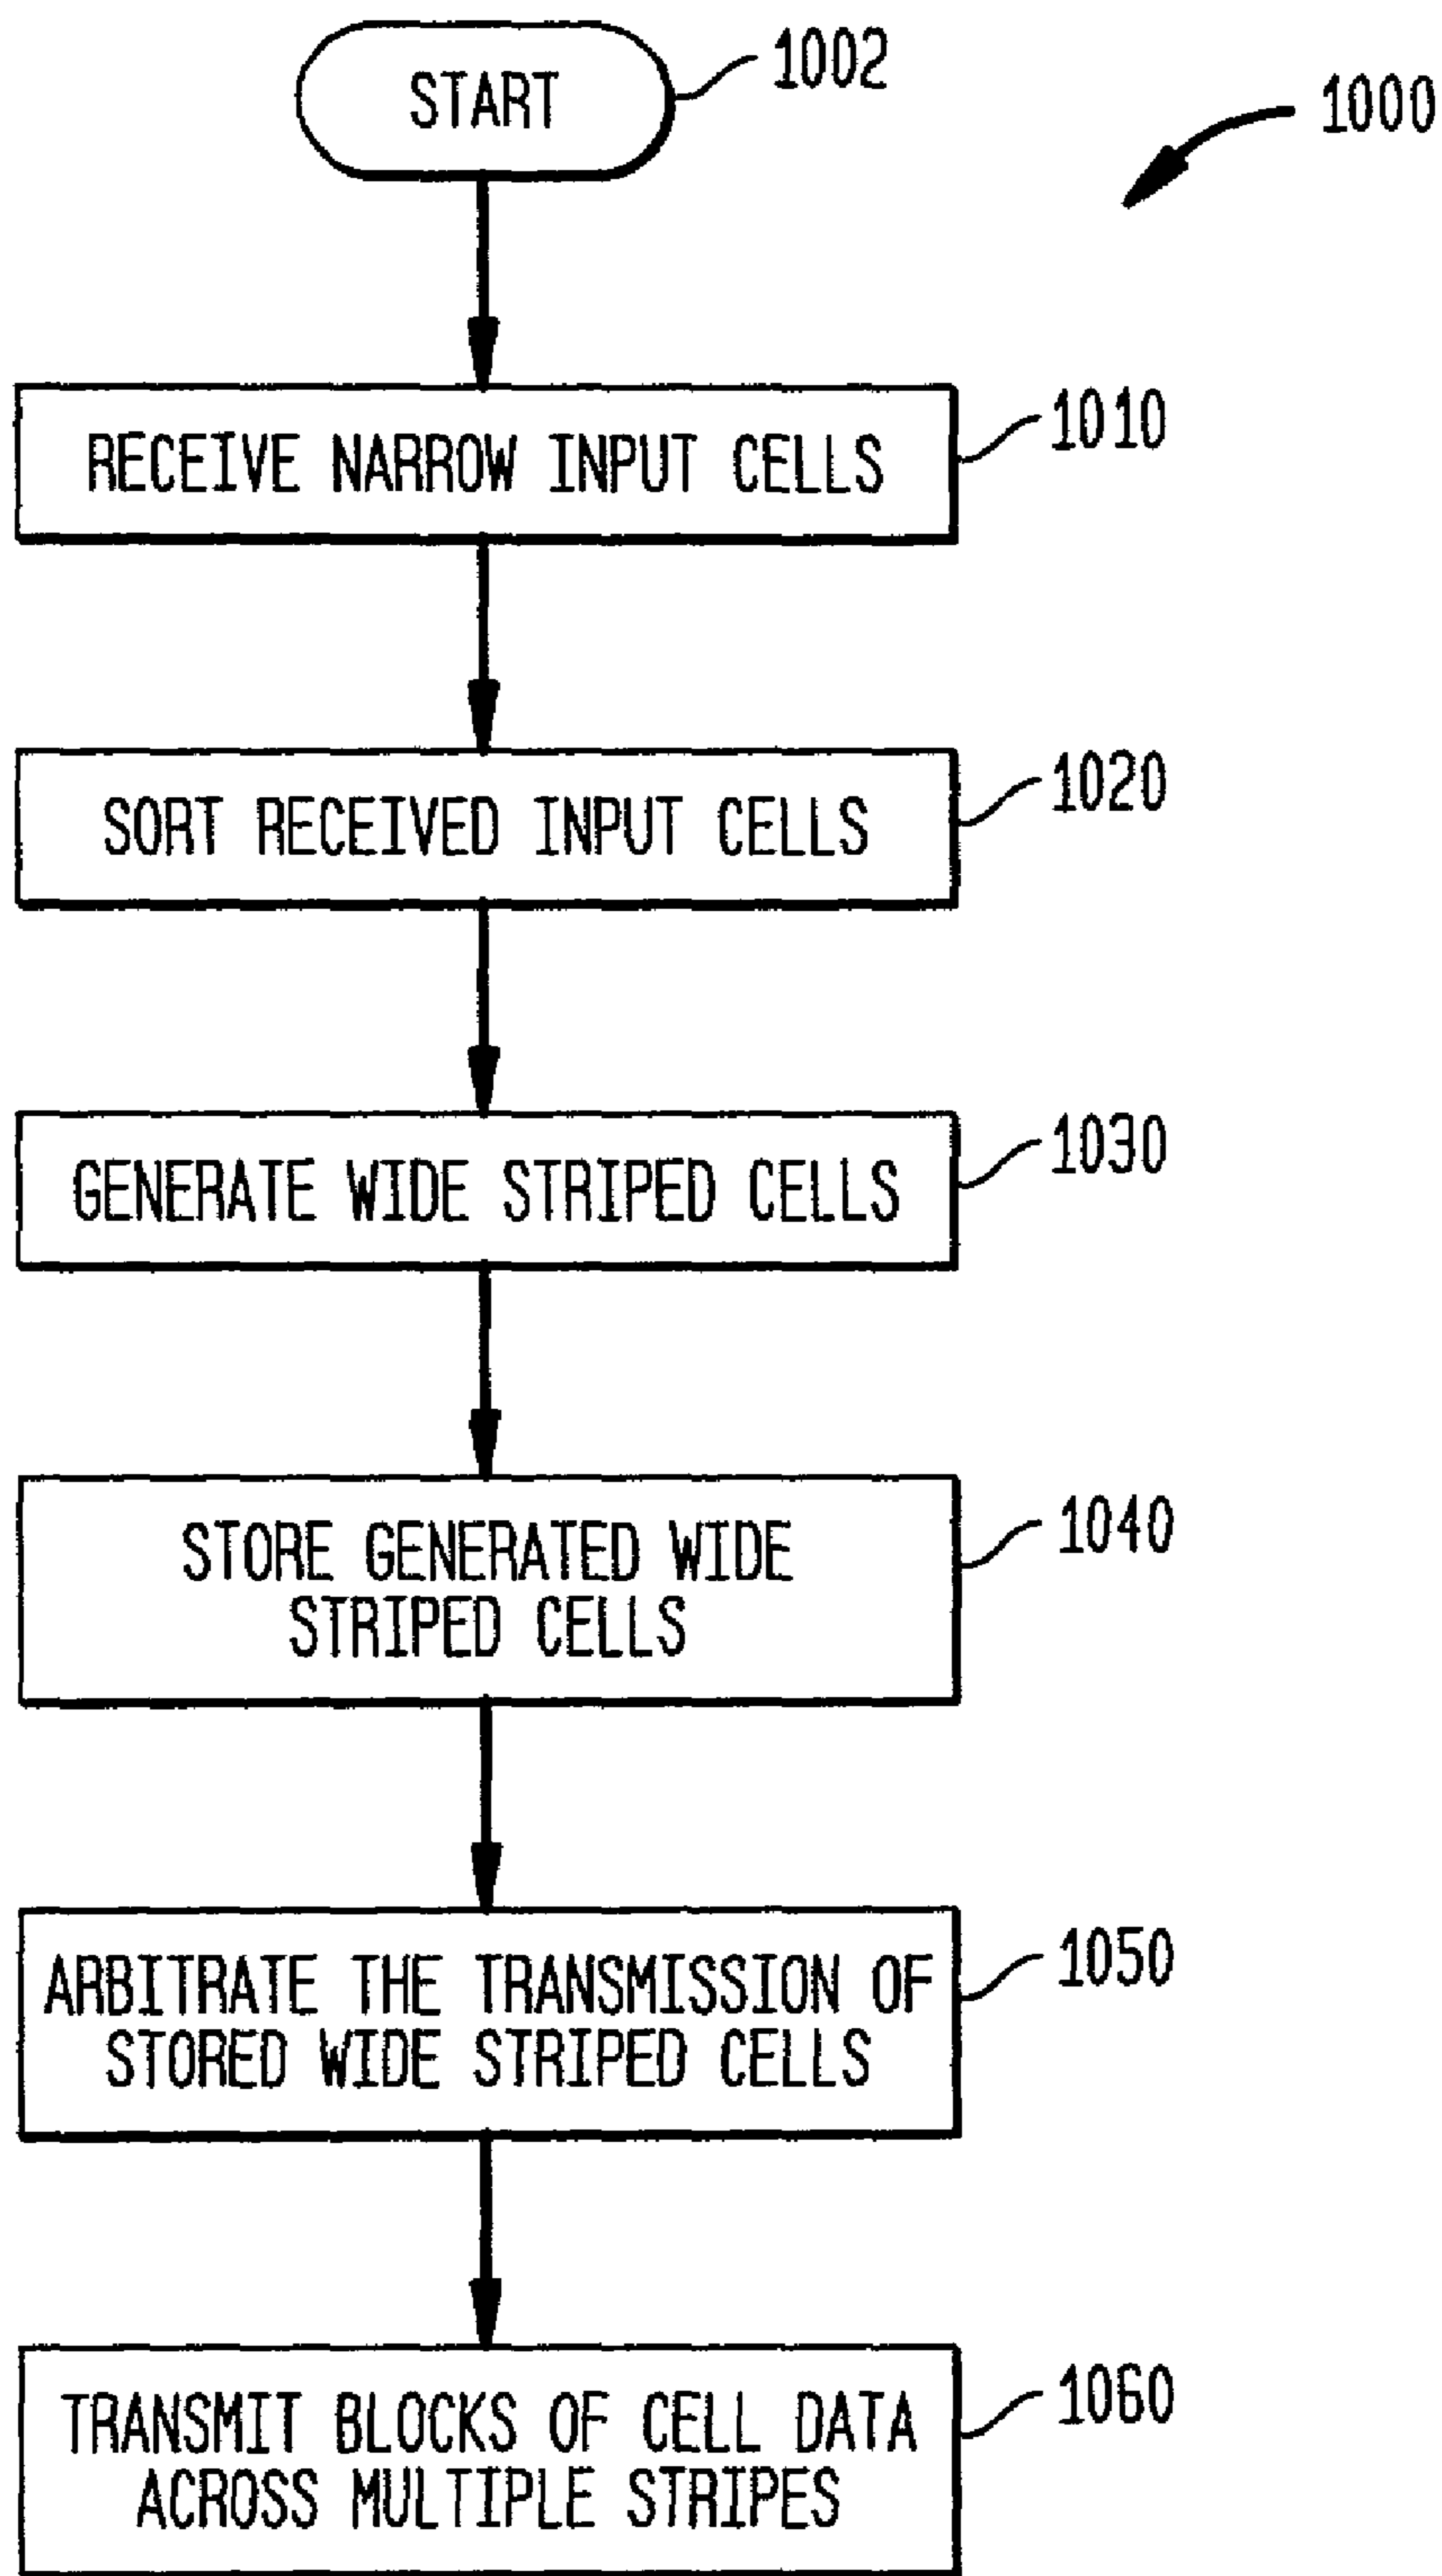 START
1002
1000
RECEIVE NARROW INPUT CELLS
1010
SORT RECEIVED INPUT CELLS
1020
GENERATE WIDE STRIPED CELLS
1030
STORE GENERATED WIDE
STRIPED CELLS
1040
ARBITRATE THE TRANSMISSION OF
STORED WIDE STRIPED CELLS
1050
TRANSMIT BLOCKS OF CELL DATA
ACROSS MULTIPLE STRIPES
1060